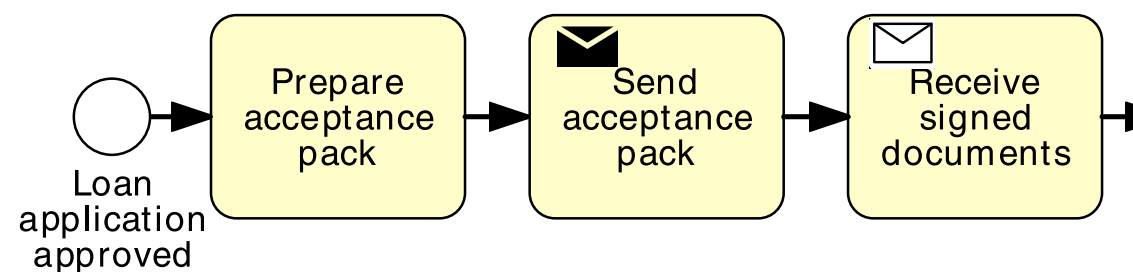 Prepare
acceptance
pack
Send
acceptance
pack
Receive
signed
documents
Loan
application
approved